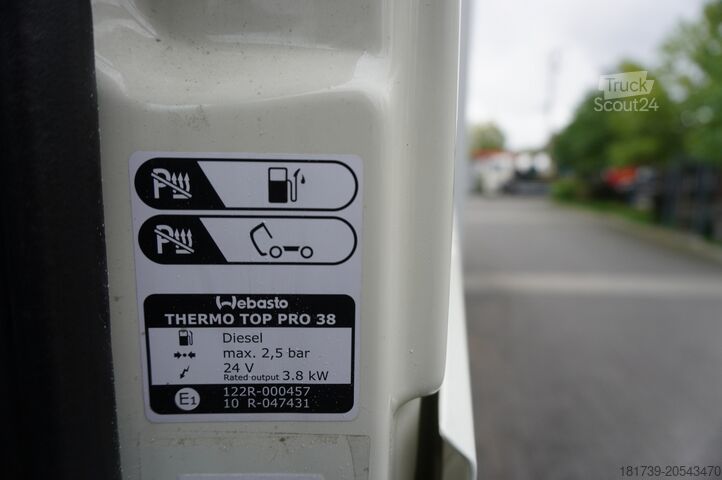 Truck
Scout24
P
P
Webasto
THERMO TOP PRO 38
Diesel
max. 2,5 bar
24 V
Rated output 3.8 kW
E1
122R-000457
10 R-047431
181739-20543470